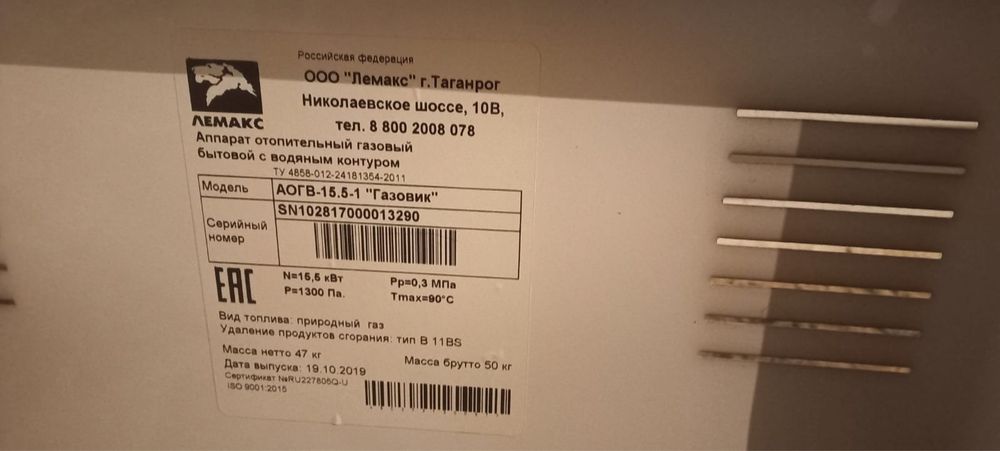 Российская федерация
ООО "Лемакс" г.Таганрог
Николаевское шоссе, 10В,
тел. 8 800 2008 078
ЛЕМАКС
Аппарат отопительный газовый
бытовой с водяным контуром
ТУ 4858-012-24181354-2011
Модель АОГВ-15.5-1 "Газовик"
Серийный номер SN102817000013290
EAC
N=15,5 кВт Рр=0,3 МПа
Р=1300 Па. Tmax=90°C
Вид топлива: природный газ
Удаление продуктов сгорания: тип В 11BS
Масса нетто 47 кг Масса брутто 50 кг
Дата выпуска: 19.10.2019
Сертификат №RU227806Q-U
ISO 9001:2015